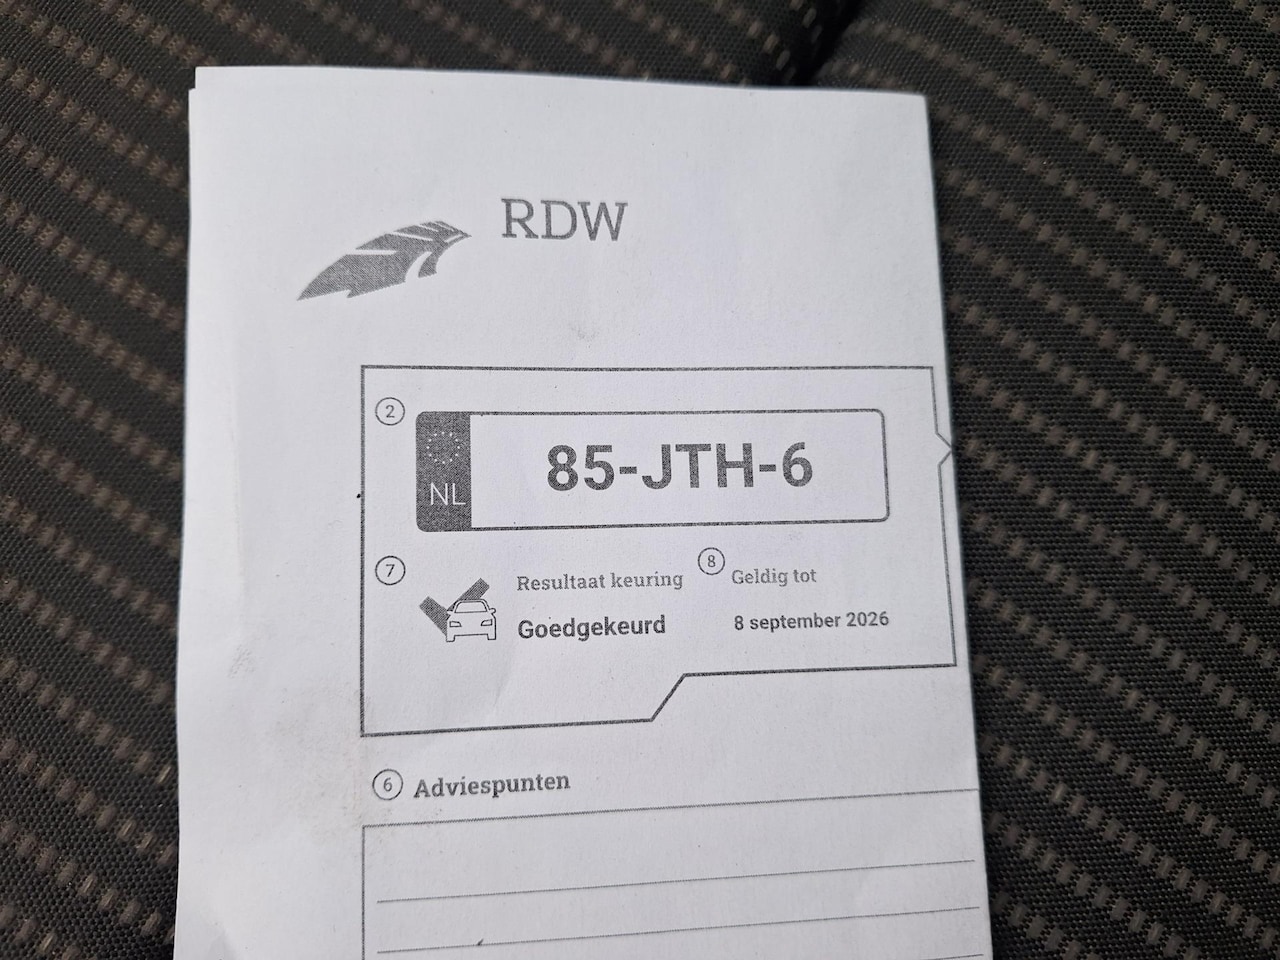 RDW
2
NL
85-JTH-6
7
Resultaat keuring
8
Geldig tot
Goedgekeurd
8 september 2026
6 Adviespunten